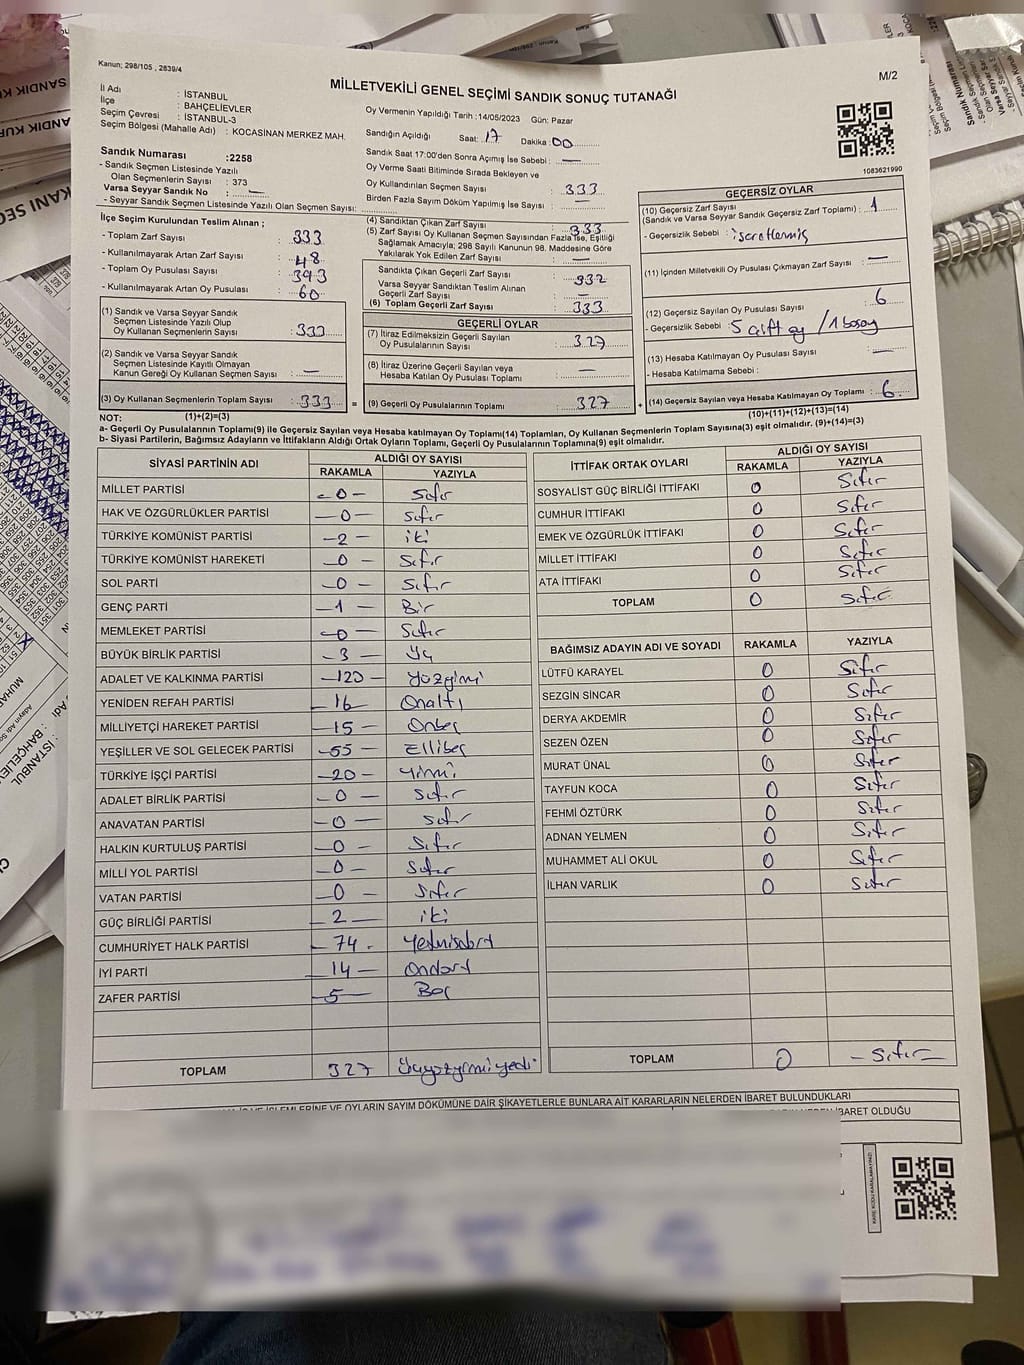 Kanun; 298/105 , 2839/4
M/2
MİLLETVEKİLİ GENEL SEÇİMİ SANDIK SONUÇ TUTANAĞI
İl Adı : İSTANBUL
İlçe : BAHÇELİEVLER
Seçim Çevresi : İSTANBUL-3
Seçim Bölgesi (Mahalle Adı) : KOCASİNAN MERKEZ MAH.
Oy Vermenin Yapıldığı Tarih :14/05/2023 Gün: Pazar
Sandığın Açıldığı Saat: 17 Dakika: 00
Sandık Saat 17:00'den Sonra Açımış İse Sebebi : —
Oy Verme Saati Bitiminde Sırada Bekleyen ve
Oy Kullandırılan Seçmen Sayısı : 333
Birden Fazla Sayım Döküm Yapılmış İse Sayısı : —
1083621990
Sandık Numarası :2258
- Sandık Seçmen Listesinde Yazılı
Olan Seçmenlerin Sayısı : 373
Varsa Seyyar Sandık No : —
- Seyyar Sandık Seçmen Listesinde Yazılı Olan Seçmen Sayısı:
İlçe Seçim Kurulundan Teslim Alınan ;
- Toplam Zarf Sayısı : 333
- Kullanılmayarak Artan Zarf Sayısı : 48
- Toplam Oy Pusulası Sayısı : 393
- Kullanılmayarak Artan Oy Pusulası : 60
(1) Sandık ve Varsa Seyyar Sandık
Seçmen Listesinde Yazılı Olup
Oy Kullanan Seçmenlerin Sayısı : 333
(2) Sandık ve Varsa Seyyar Sandık
Seçmen Listesinde Kayıtlı Olmayan
Kanun Gereği Oy Kullanan Seçmen Sayısı : —
(3) Oy Kullanan Seçmenlerin Toplam Sayısı : 333
(4) Sandıktan Çıkan Zarf Sayısı : 333
(5) Zarf Sayısı Oy Kullanan Seçmen Sayısından Fazla İse, Eşitliği
Sağlamak Amacıyla; 298 Sayılı Kanunun 98. Maddesine Göre
Yakılarak Yok Edilen Zarf Sayısı : —
Sandıkta Çıkan Geçerli Zarf Sayısı : 332
Varsa Seyyar Sandıktan Teslim Alınan
Geçerli Zarf Sayısı : —
(6) Toplam Geçerli Zarf Sayısı : 333
GEÇERLİ OYLAR
(7) İtiraz Edilmeksizin Geçerli Sayılan
Oy Pusulalarının Sayısı : 327
(8) İtiraz Üzerine Geçerli Sayılan veya
Hesaba Katılan Oy Pusulası Toplamı : —
= (9) Geçerli Oy Pusulalarının Toplamı : 327
GEÇERSİZ OYLAR
(10) Geçersiz Zarf Sayısı
(Sandık ve Varsa Seyyar Sandık Geçersiz Zarf Toplamı) : 1
- Geçersizlik Sebebi : işaretlenmiş
(11) İçinden Milletvekili Oy Pusulası Çıkmayan Zarf Sayısı : —
(12) Geçersiz Sayılan Oy Pusulası Sayısı : 6
- Geçersizlik Sebebi : 5 çift oy / 1 boş oy
(13) Hesaba Katılmayan Oy Pusulası Sayısı : —
- Hesaba Katılmama Sebebi :
+ (14) Geçersiz Sayılan veya Hesaba Katılmayan Oy Toplamı : 6
NOT: (1)+(2)=(3) (10)+(11)+(12)+(13)=(14)
a- Geçerli Oy Pusulalarının Toplamı(9) ile Geçersiz Sayılan veya Hesaba katılmayan Oy Toplamı(14) Toplamları, Oy Kullanan Seçmenlerin Toplam Sayısına(3) eşit olmalıdır. (9)+(14)=(3)
b- Siyasi Partilerin, Bağımsız Adayların ve İttifakların Aldığı Ortak Oyların Toplamı, Geçerli Oy Pusulalarının Toplamına(9) eşit olmalıdır.
SİYASİ PARTİNİN ADI ALDIĞI OY SAYISI
RAKAMLA YAZIYLA
MİLLET PARTİSİ -0- Sıfır
HAK VE ÖZGÜRLÜKLER PARTİSİ -0- Sıfır
TÜRKİYE KOMÜNİST PARTİSİ -2- iki
TÜRKİYE KOMÜNİST HAREKETİ -0- Sıfır
SOL PARTİ -0- Sıfır
GENÇ PARTİ -1- Bir
MEMLEKET PARTİSİ -0- Sıfır
BÜYÜK BİRLİK PARTİSİ -3- Üç
ADALET VE KALKINMA PARTİSİ -120- Yüzyirmi
YENİDEN REFAH PARTİSİ -16- Onaltı
MİLLİYETÇİ HAREKET PARTİSİ -15- Onbeş
YEŞİLLER VE SOL GELECEK PARTİSİ -55- Ellibeş
TÜRKİYE İŞÇİ PARTİSİ -20- yirmi
ADALET BİRLİK PARTİSİ -0- Sıfır
ANAVATAN PARTİSİ -0- Sıfır
HALKIN KURTULUŞ PARTİSİ -0- Sıfır
MİLLİ YOL PARTİSİ -0- Sıfır
VATAN PARTİSİ -0- Sıfır
GÜÇ BİRLİĞİ PARTİSİ -2- iki
CUMHURİYET HALK PARTİSİ -74- Yetmişdört
İYİ PARTİ -14- Ondört
ZAFER PARTİSİ -5- Beş
TOPLAM 327 Üçyüzyirmiyedi
İTTİFAK ORTAK OYLARI ALDIĞI OY SAYISI
RAKAMLA YAZIYLA
SOSYALİST GÜÇ BİRLİĞİ İTTİFAKI 0 Sıfır
CUMHUR İTTİFAKI 0 Sıfır
EMEK VE ÖZGÜRLÜK İTTİFAKI 0 Sıfır
MİLLET İTTİFAKI 0 Sıfır
ATA İTTİFAKI 0 Sıfır
TOPLAM 0 Sıfır
BAĞIMSIZ ADAYIN ADI VE SOYADI RAKAMLA YAZIYLA
LÜTFÜ KARAYEL 0 Sıfır
SEZGİN SİNCAR 0 Sıfır
DERYA AKDEMİR 0 Sıfır
SEZEN ÖZEN 0 Sıfır
MURAT ÜNAL 0 Sıfır
TAYFUN KOCA 0 Sıfır
FEHMİ ÖZTÜRK 0 Sıfır
ADNAN YELMEN 0 Sıfır
MUHAMMET ALİ OKUL 0 Sıfır
İLHAN VARLIK 0 Sıfır
TOPLAM 0 - Sıfır -
VE OYLARIN SAYIM DÖKÜMÜNE DAİR ŞİKAYETLERLE BUNLARA AİT KARARLARIN NELERDEN İBARET BULUNDUKLARI
İBARET OLDUĞU
KARE KODU KARALAMAYINIZ!